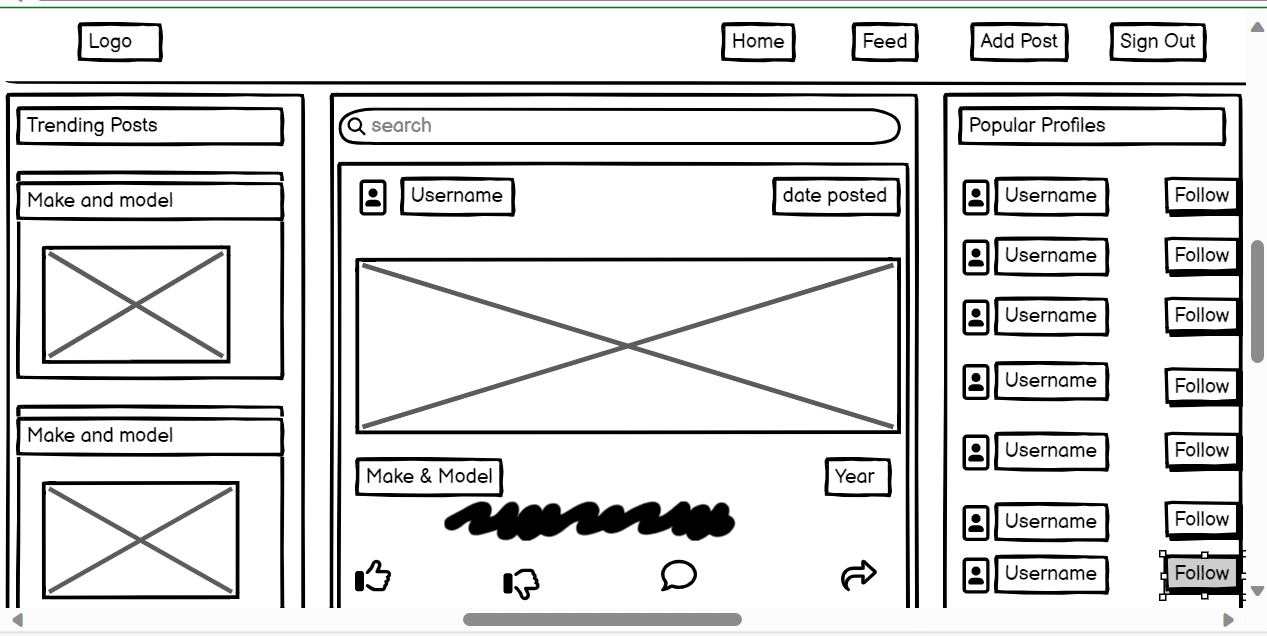 Logo
Home
Feed
Add Post
Sign Out
Trending Posts
Make and model
Make and model
search
Username
date posted
Make & Model
Year
Popular Profiles
Username
Follow
Username
Follow
Username
Follow
Username
Follow
Username
Follow
Username
Follow
Username
Follow